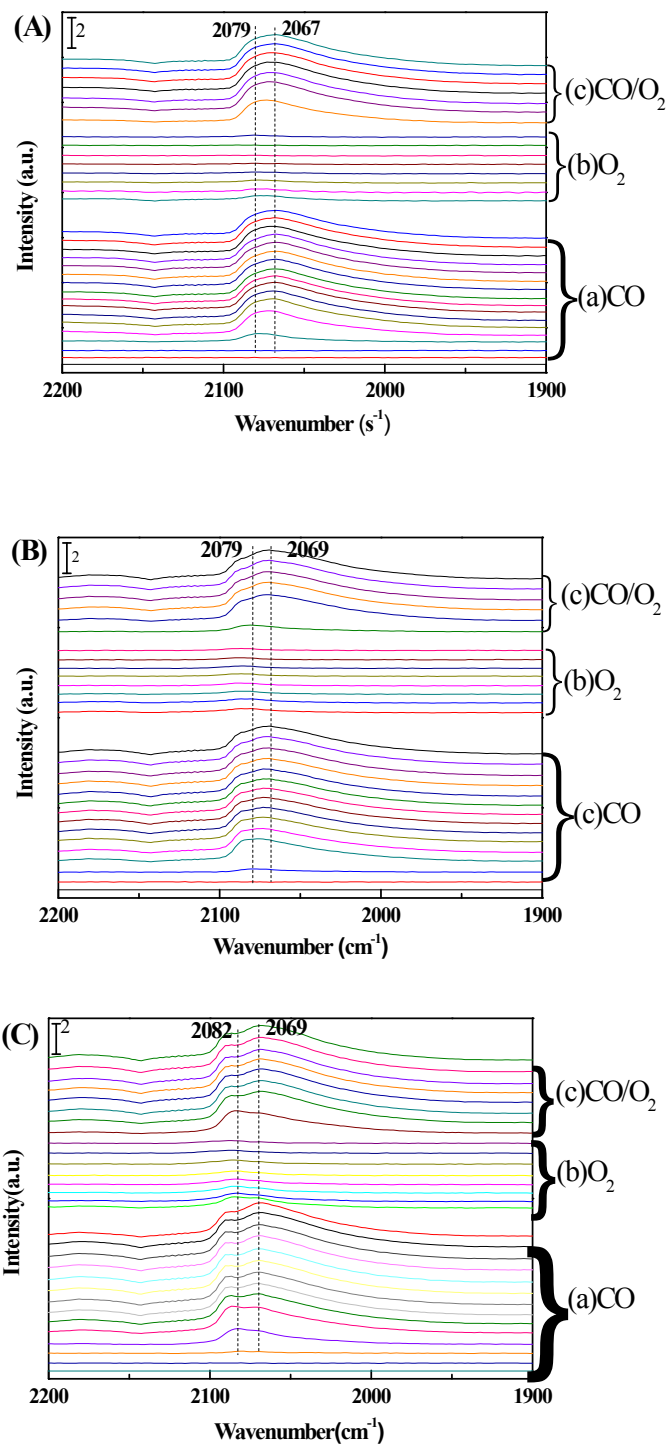 (A)
2
2079
2067
(c)CO/O2
(b)O2
(a)CO
Intensity (a.u.)
2200 2100 2000 1900
Wavenumber (s-1)
(B)
2
2079
2069
(c)CO/O2
(b)O2
(c)CO
Intensity (a.u.)
2200 2100 2000 1900
Wavenumber (cm-1)
(C)
2
2082
2069
(c)CO/O2
(b)O2
(a)CO
Intensity(a.u.)
2200 2100 2000 1900
Wavenumber(cm-1)